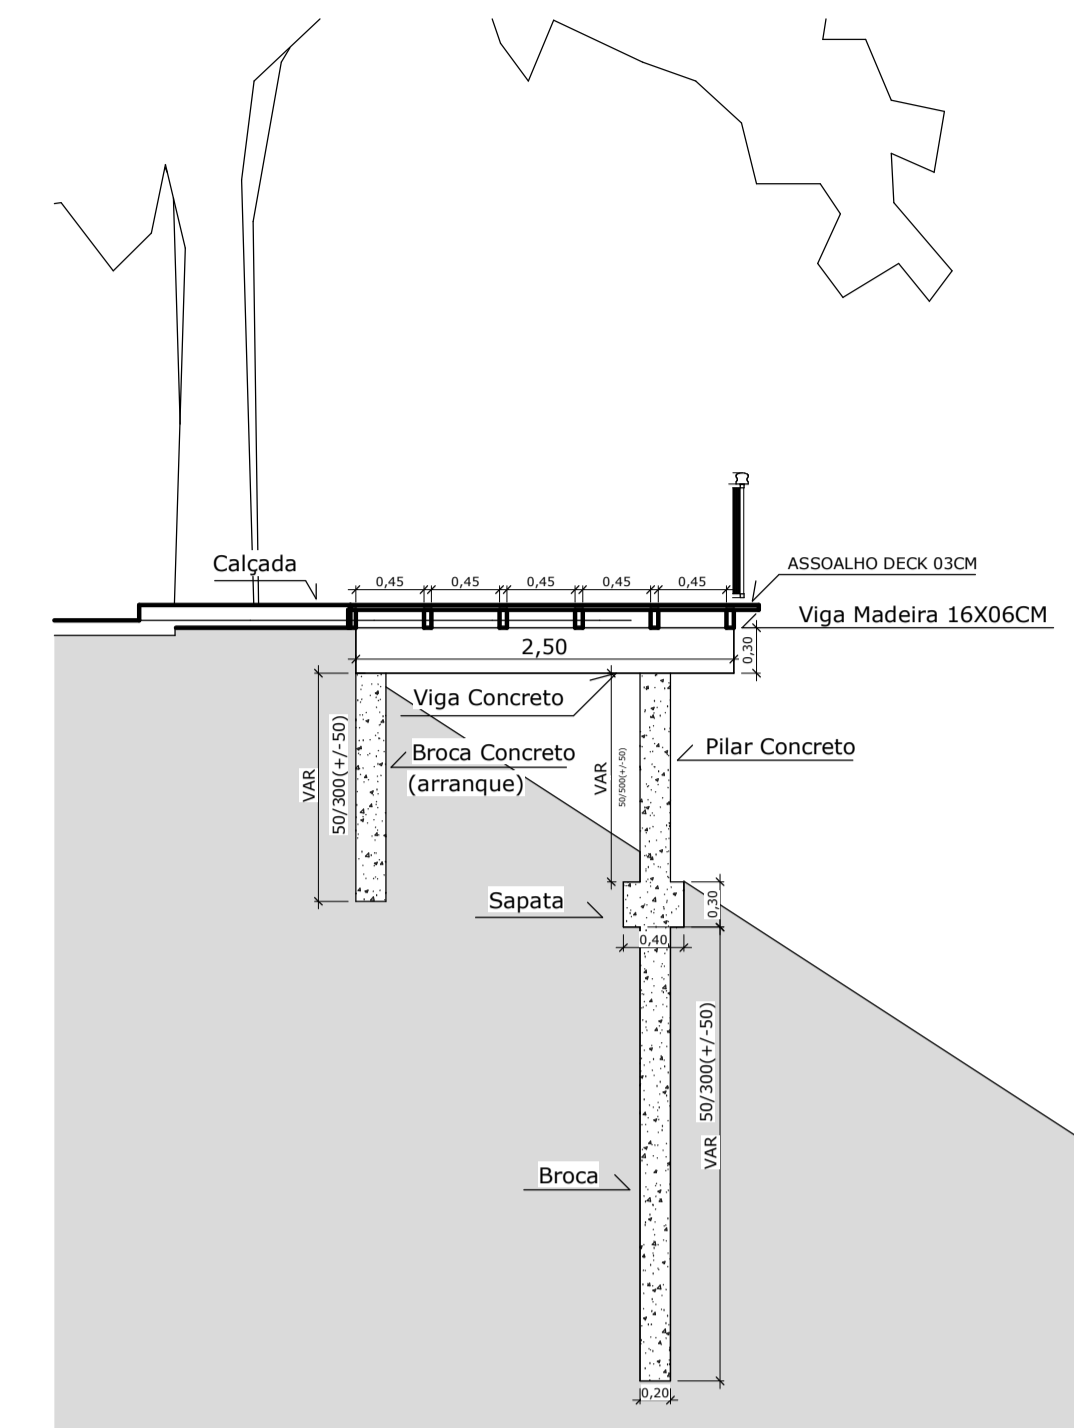 Calçada
ASSOALHO DECK 03CM
0,45
0,45
0,45
0,45
0,45
Viga Madeira 16X06CM
2,50
0,30
Viga Concreto
Broca Concreto
(arranque)
Pilar Concreto
VAR
50/300(+/-50)
VAR
50/500(+/-50)
Sapata
0,30
0,40
VAR 50/300(+/-50)
Broca
0,20